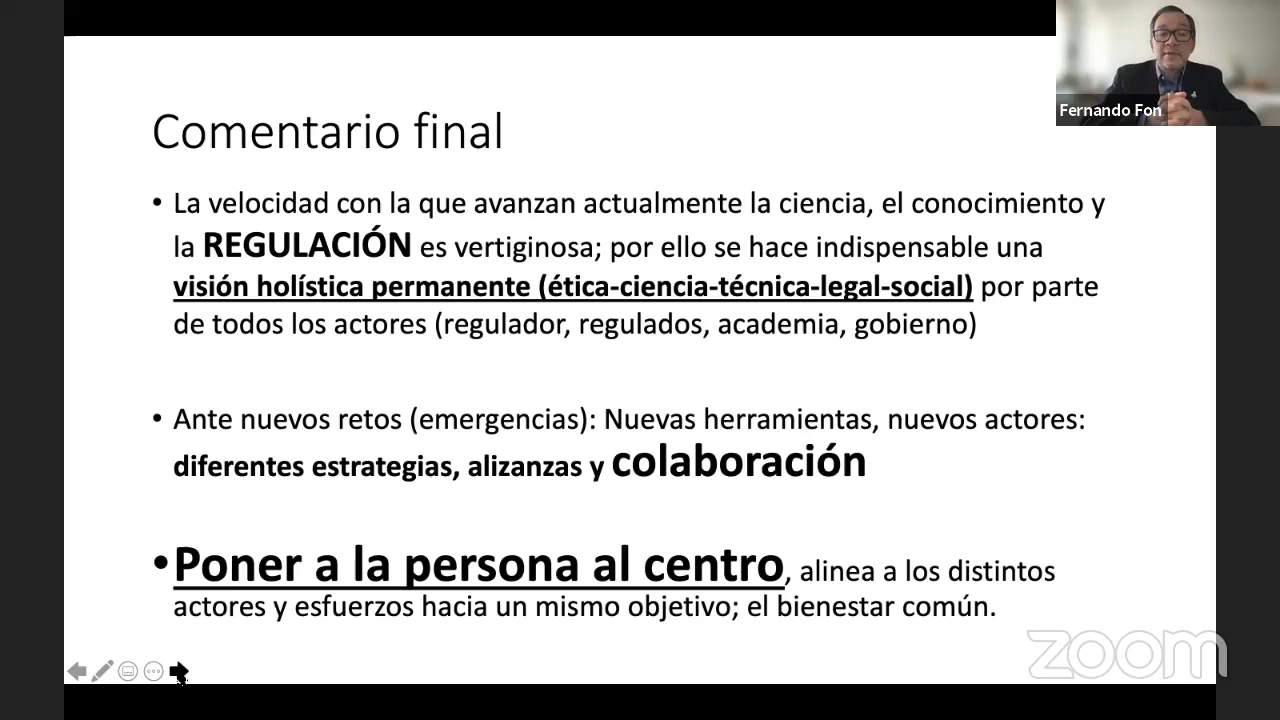 Fernando Fon
Comentario final
• La velocidad con la que avanzan actualmente la ciencia, el conocimiento y
la REGULACIÓN es vertiginosa; por ello se hace indispensable una
visión holística permanente (ética-ciencia-técnica-legal-social) por parte
de todos los actores (regulador, regulados, academia, gobierno)
• Ante nuevos retos (emergencias): Nuevas herramientas, nuevos actores:
diferentes estrategias, alizanzas y colaboración
• Poner a la persona al centro, alinea a los distintos
actores y esfuerzos hacia un mismo objetivo; el bienestar común.
zoom